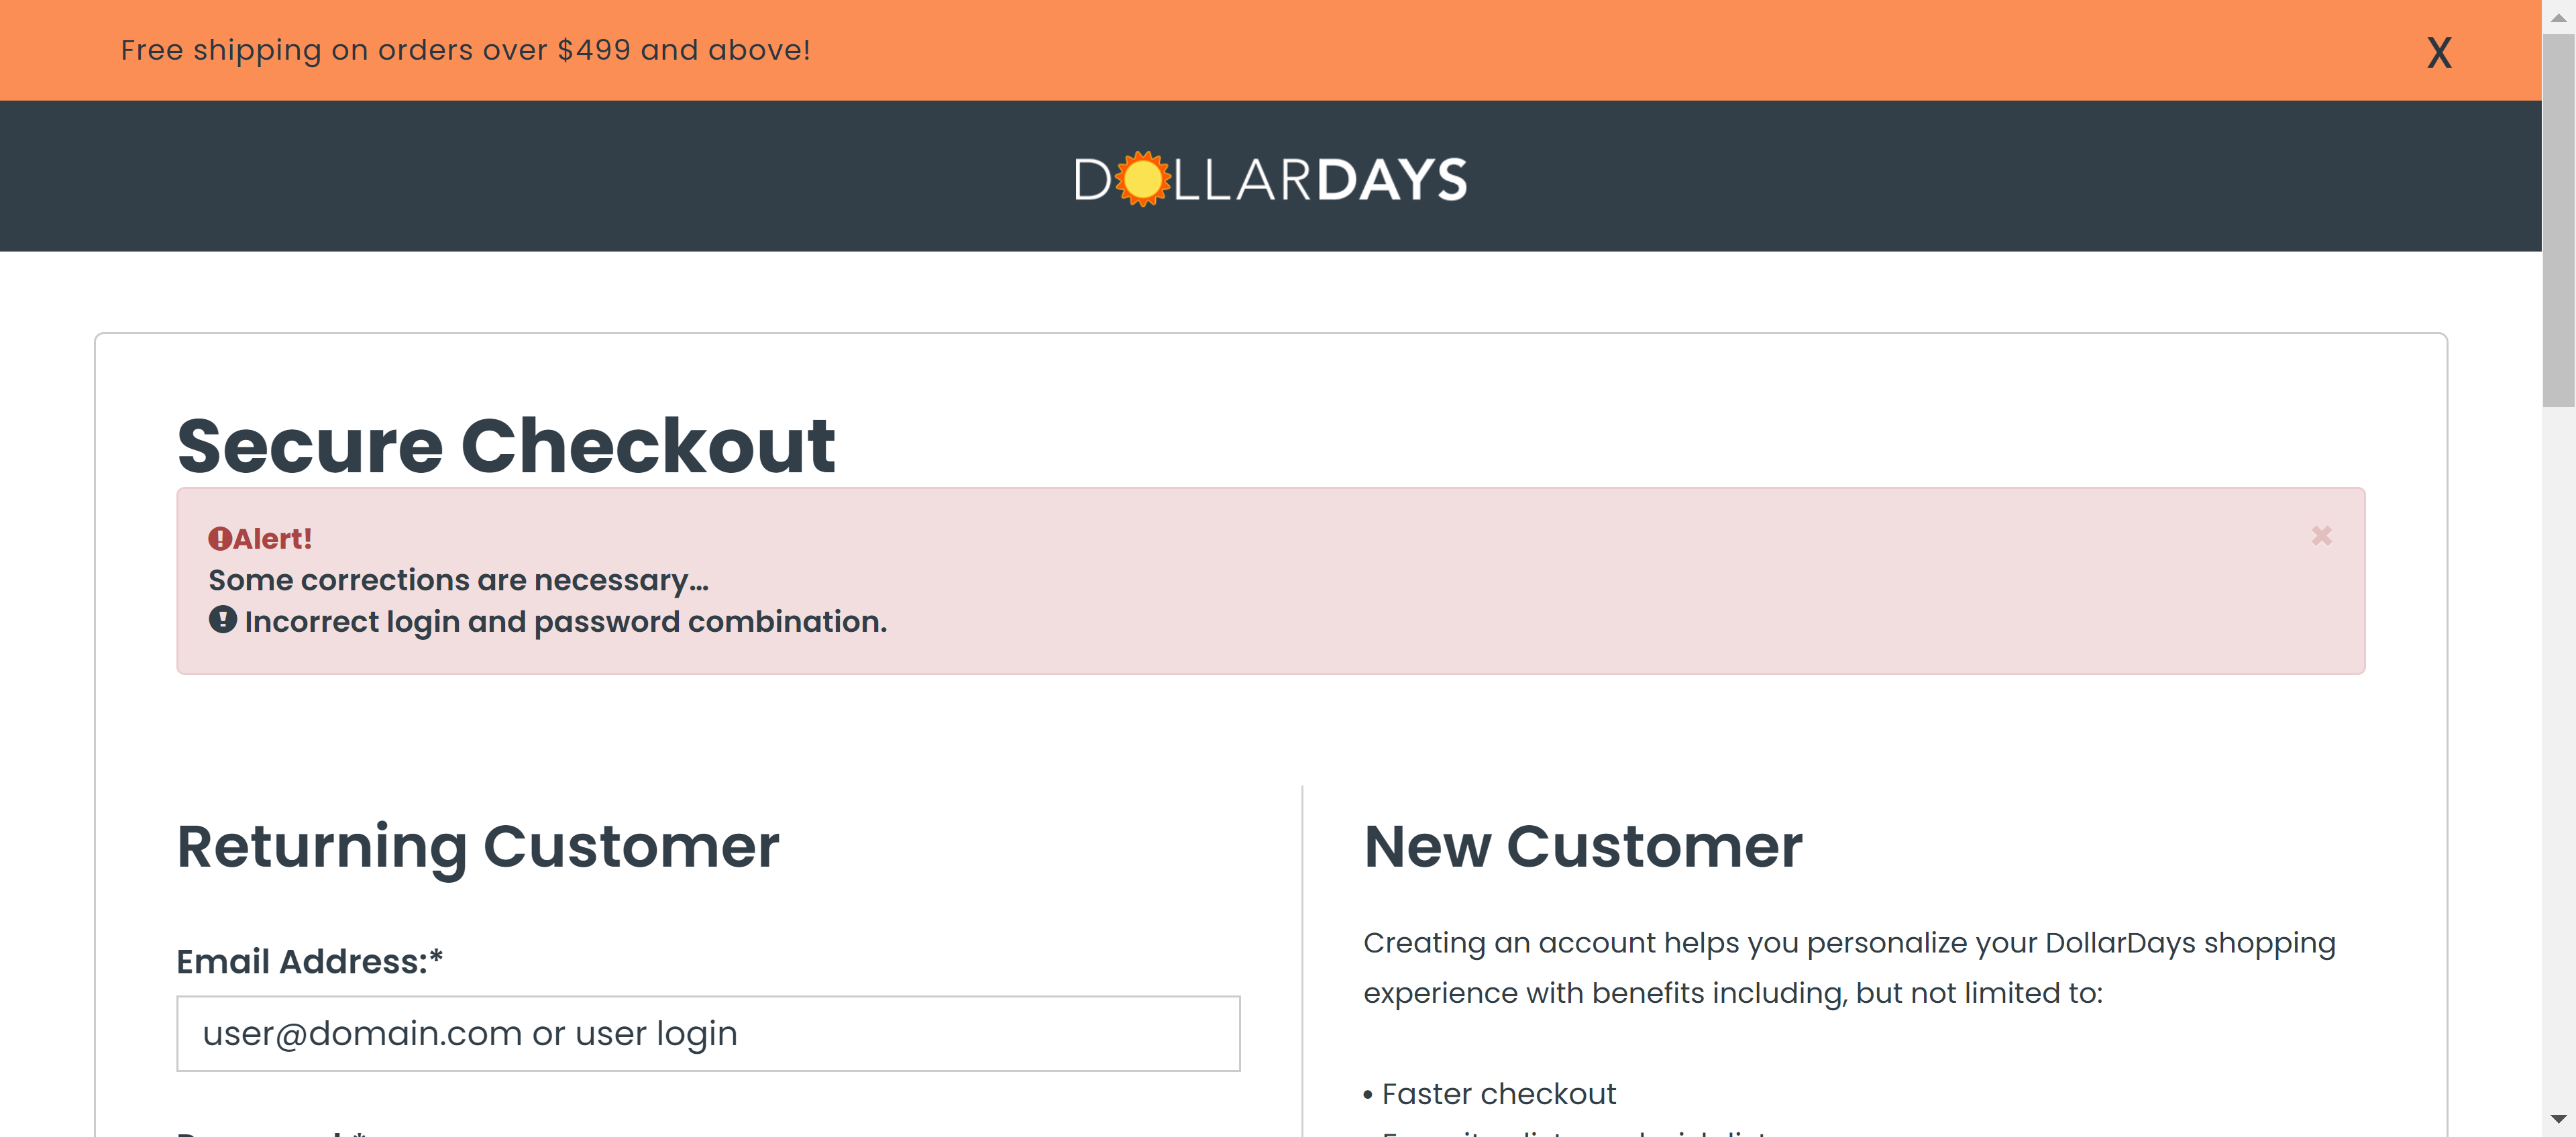 Free shipping on orders over $499 and above!
X
DOLLARDAYS
Secure Checkout
Alert!
Some corrections are necessary...
Incorrect login and password combination.
Returning Customer
Email Address:*
user@domain.com or user login
New Customer
Creating an account helps you personalize your DollarDays shopping
experience with benefits including, but not limited to:
• Faster checkout